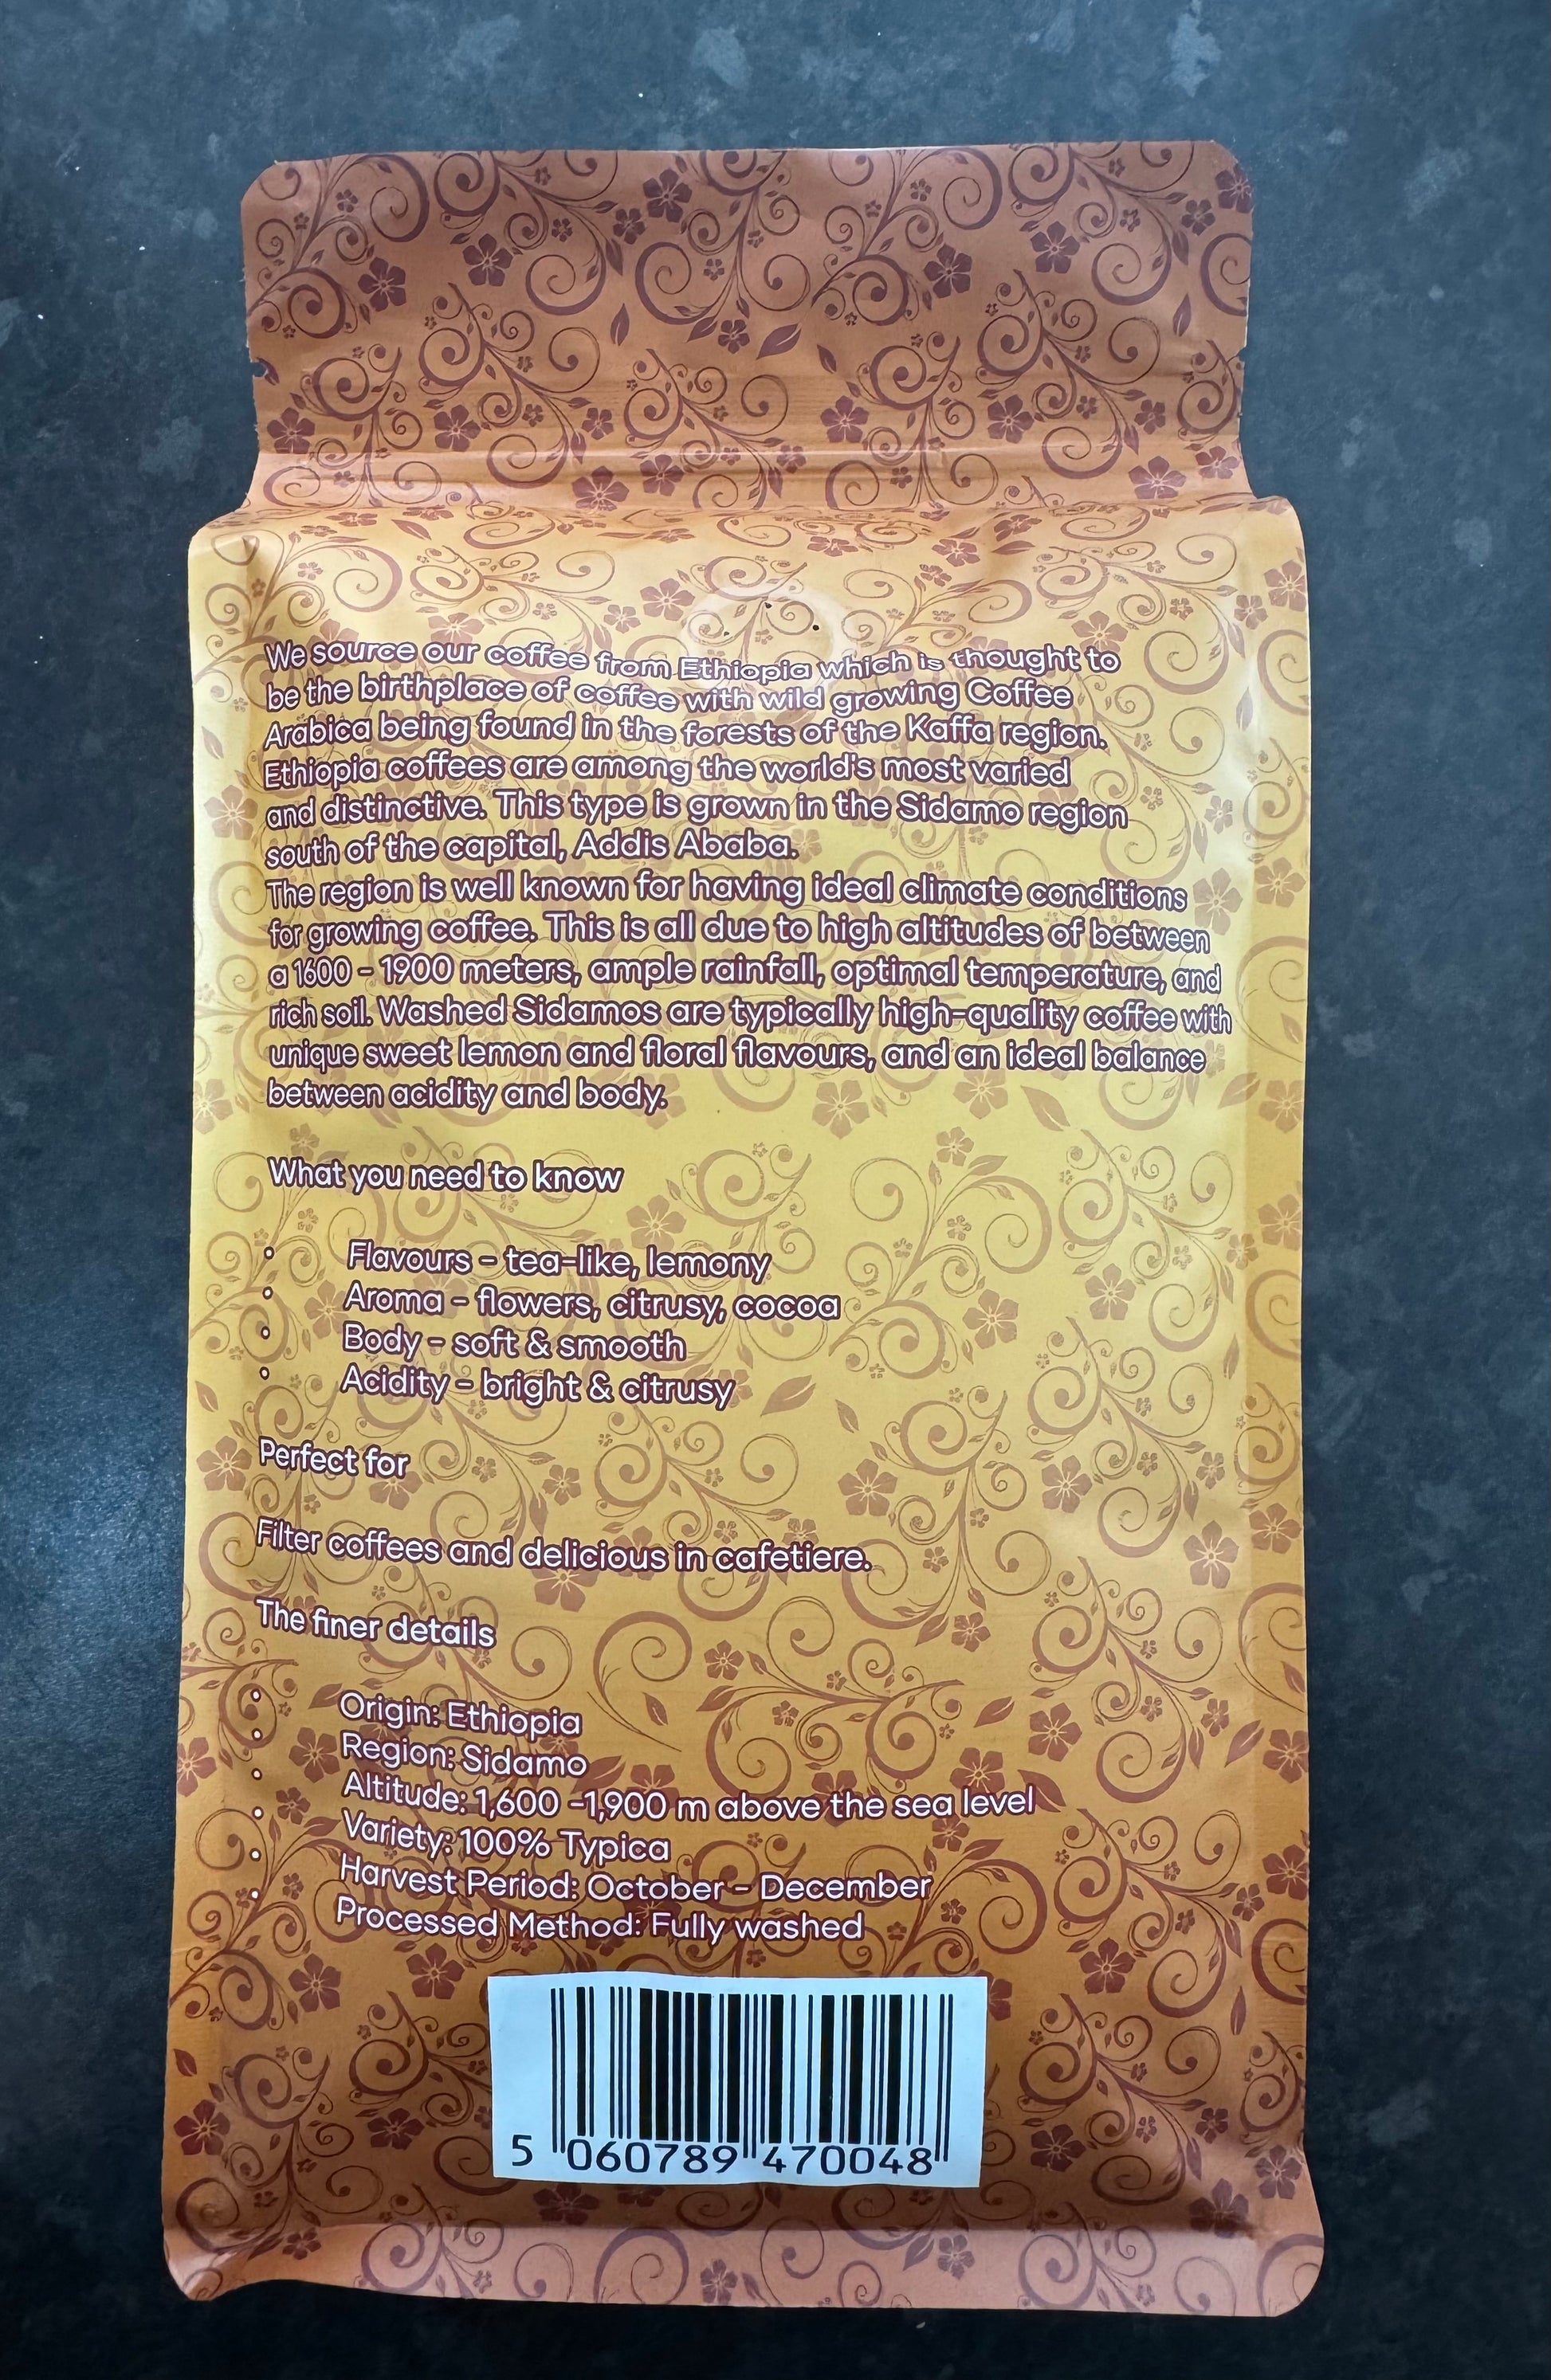 We source our coffee from Ethiopia which is thought to
be the birthplace of coffee with wild growing Coffee
Arabica being found in the forests of the Kaffa region.
Ethiopia coffees are among the world's most varied
and distinctive. This type is grown in the Sidamo region
south of the capital, Addis Ababa.
The region is well known for having ideal climate conditions
for growing coffee. This is all due to high altitudes of between
a 1600 - 1900 meters, ample rainfall, optimal temperature, and
rich soil. Washed Sidamos are typically high-quality coffee with
unique sweet lemon and floral flavours, and an ideal balance
between acidity and body.
What you need to know
• Flavours - tea-like, lemony
• Aroma - flowers, citrusy, cocoa
• Body - soft & smooth
• Acidity - bright & citrusy
Perfect for
Filter coffees and delicious in cafetiere.
The finer details
• Origin: Ethiopia
• Region: Sidamo
• Altitude: 1,600 -1,900 m above the sea level
• Variety: 100% Typica
• Harvest Period: October - December
• Processed Method: Fully washed
5 060789 470048